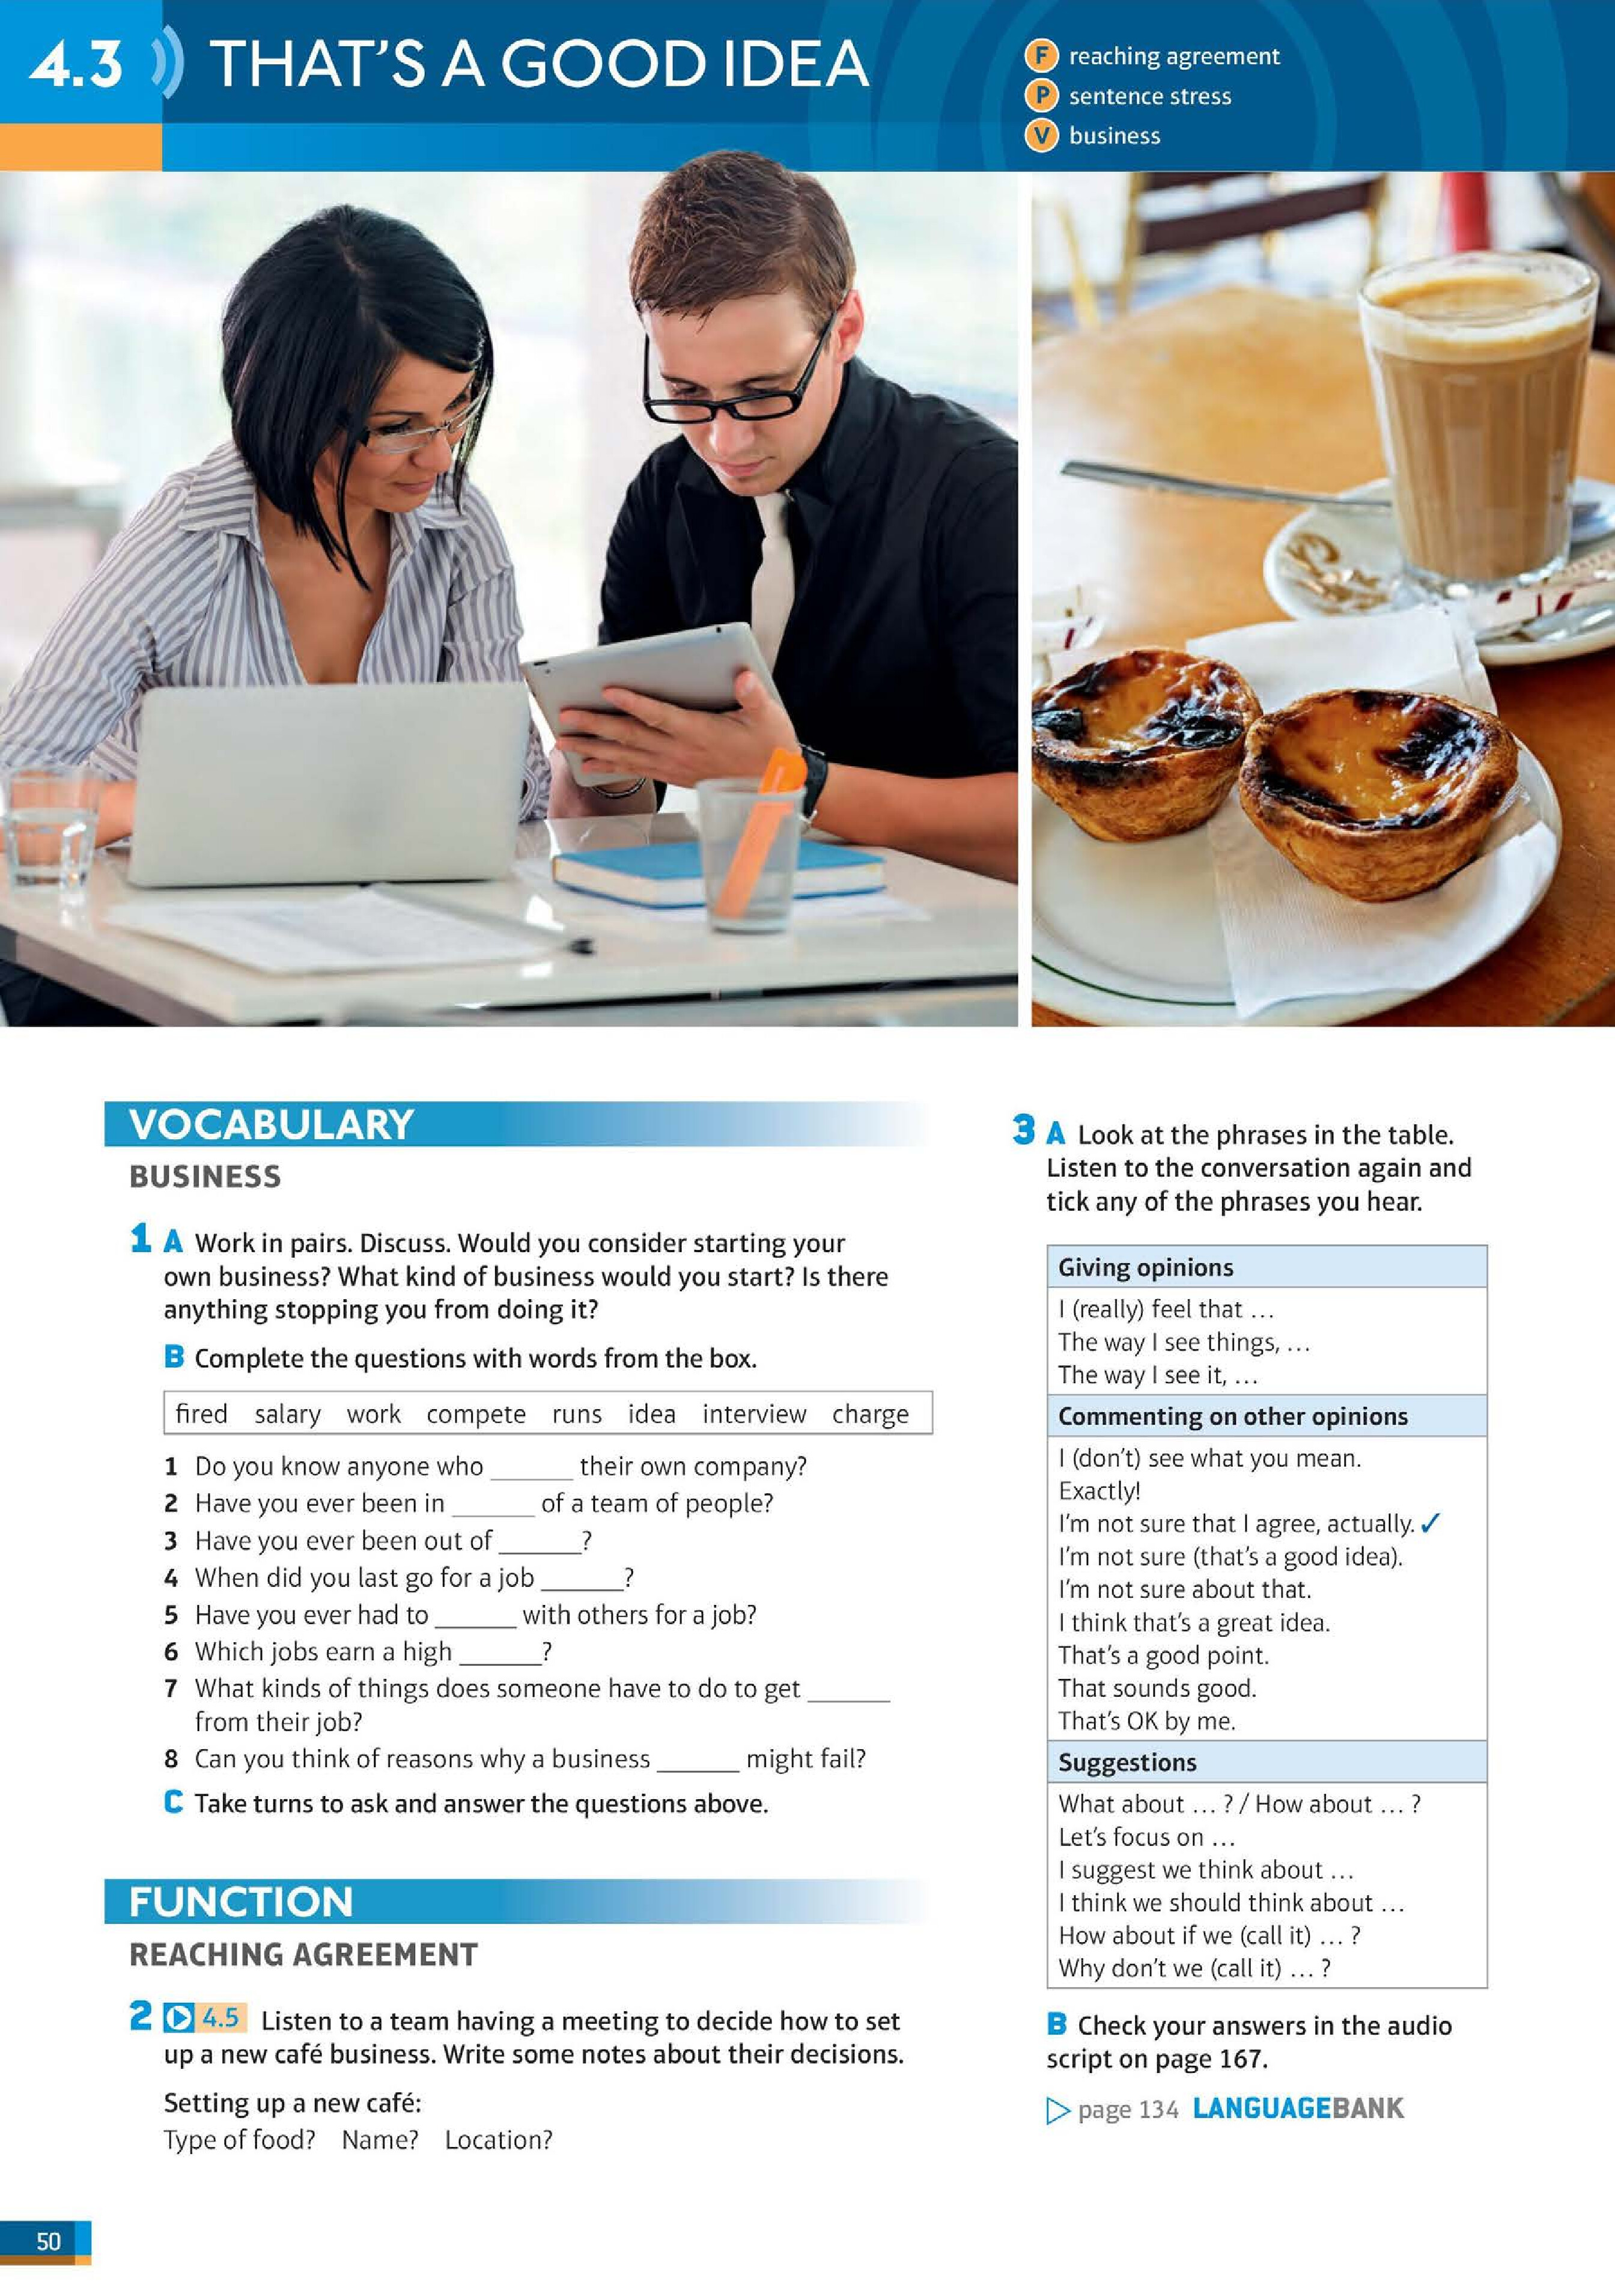 4.3 THAT'S A GOOD IDEA
F reaching agreement
P sentence stress
V business
VOCABULARY
BUSINESS
1 A Work in pairs. Discuss. Would you consider starting your
own business? What kind of business would you start? Is there
anything stopping you from doing it?
B Complete the questions with words from the box.
fired salary work compete runs idea interview charge
1 Do you know anyone who ______ their own company?
2 Have you ever been in ______ of a team of people?
3 Have you ever been out of ______?
4 When did you last go for a job ______?
5 Have you ever had to ______ with others for a job?
6 Which jobs earn a high ______?
7 What kinds of things does someone have to do to get ______
from their job?
8 Can you think of reasons why a business ______ might fail?
C Take turns to ask and answer the questions above.
FUNCTION
REACHING AGREEMENT
2 4.5 Listen to a team having a meeting to decide how to set
up a new café business. Write some notes about their decisions.
Setting up a new café:
Type of food? Name? Location?
3 A Look at the phrases in the table.
Listen to the conversation again and
tick any of the phrases you hear.
Giving opinions
I (really) feel that …
The way I see things, …
The way I see it, …
Commenting on other opinions
I (don't) see what you mean.
Exactly!
I'm not sure that I agree, actually. ✓
I'm not sure (that's a good idea).
I'm not sure about that.
I think that's a great idea.
That's a good point.
That sounds good.
That's OK by me.
Suggestions
What about … ? / How about … ?
Let's focus on …
I suggest we think about …
I think we should think about …
How about if we (call it) … ?
Why don't we (call it) … ?
B Check your answers in the audio
script on page 167.
page 134 LANGUAGEBANK
50